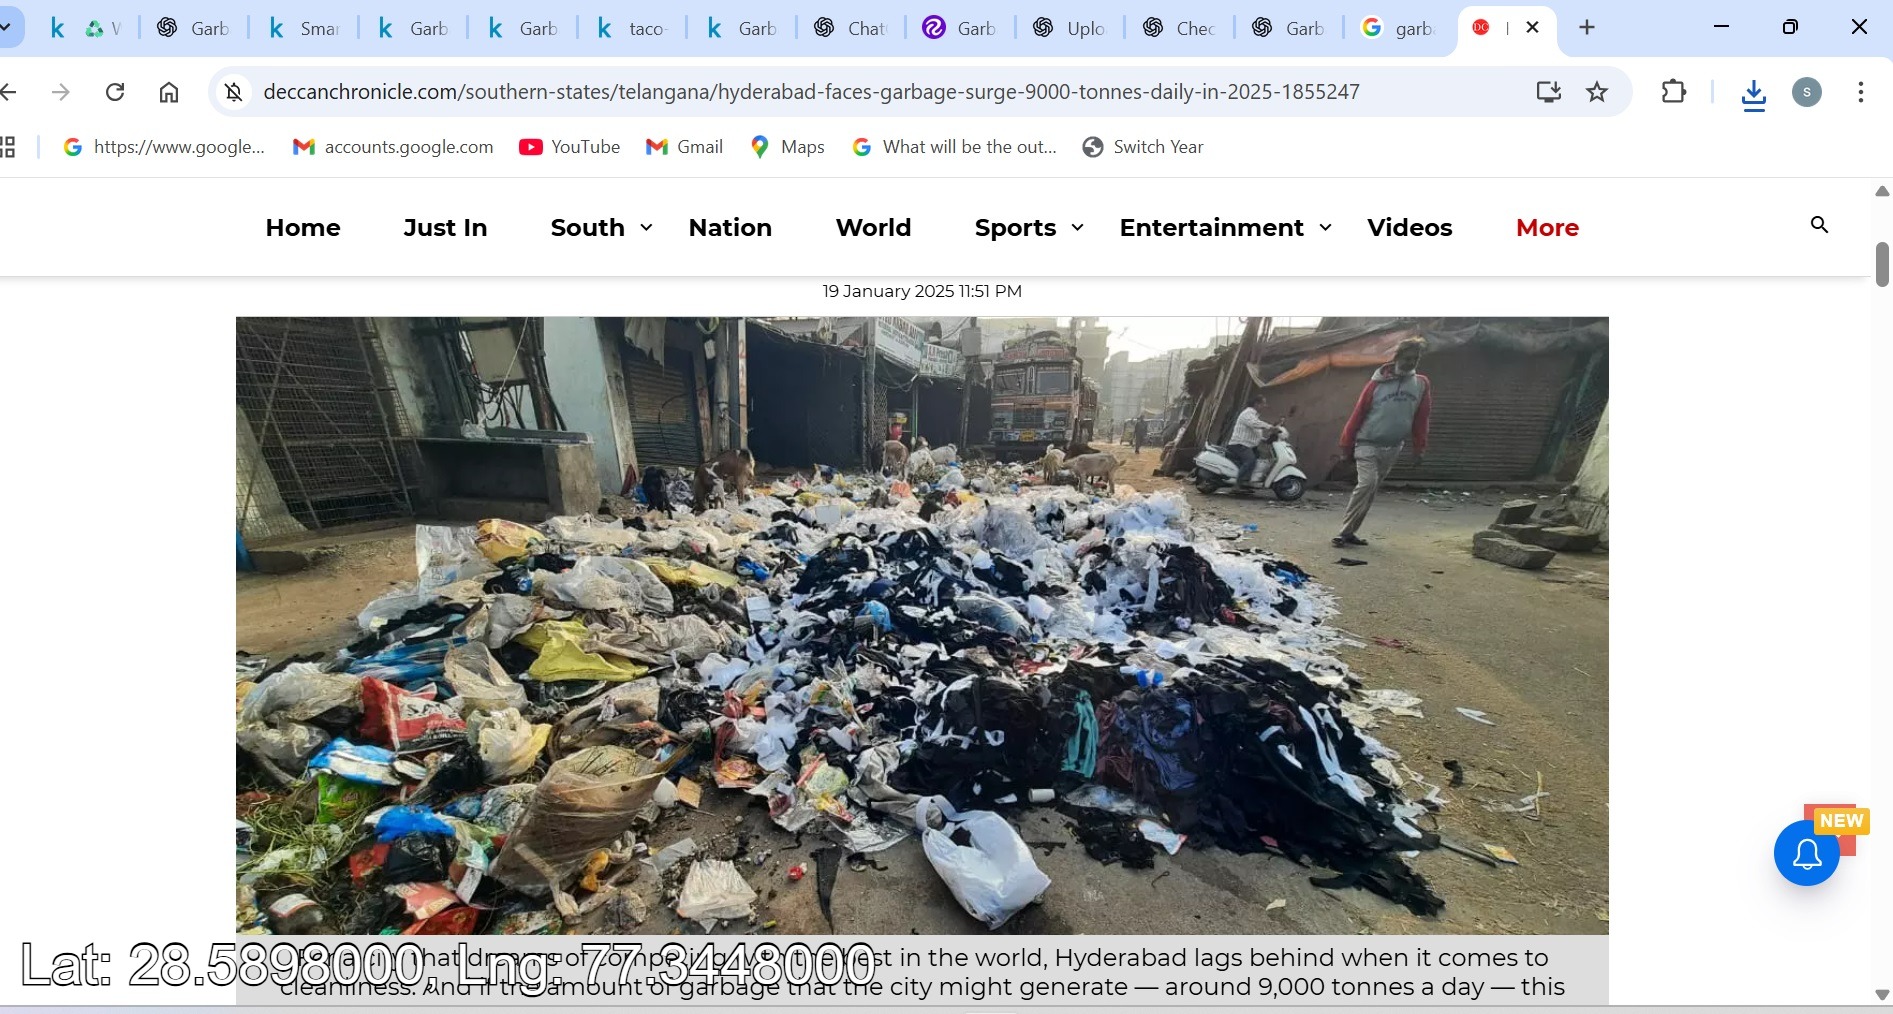 Garb
Smar
Garb
Garb
taco-
Garb
Chat
Garb
Uplo
Chec
Garb
garb
DC
deccanchronicle.com/southern-states/telangana/hyderabad-faces-garbage-surge-9000-tonnes-daily-in-2025-1855247
S
https://www.google...
accounts.google.com
YouTube
Gmail
Maps
What will be the out...
Switch Year
Home Just In South Nation World Sports Entertainment Videos More
19 January 2025 11:51 PM
NEW
that dreams of competing best in the world, Hyderabad lags behind when it comes to
cleanliness. And if the amount of garbage that the city might generate — around 9,000 tonnes a day — this
Lat: 28.5898000, Lng: 77.3448000